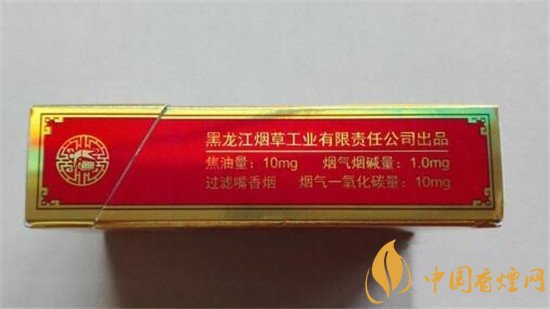 黑龙江烟草工业有限责任公司出品
焦油量：10mg 烟气烟碱量：1.0mg
过滤嘴香烟 烟气一氧化碳量：10mg
中国香烟网